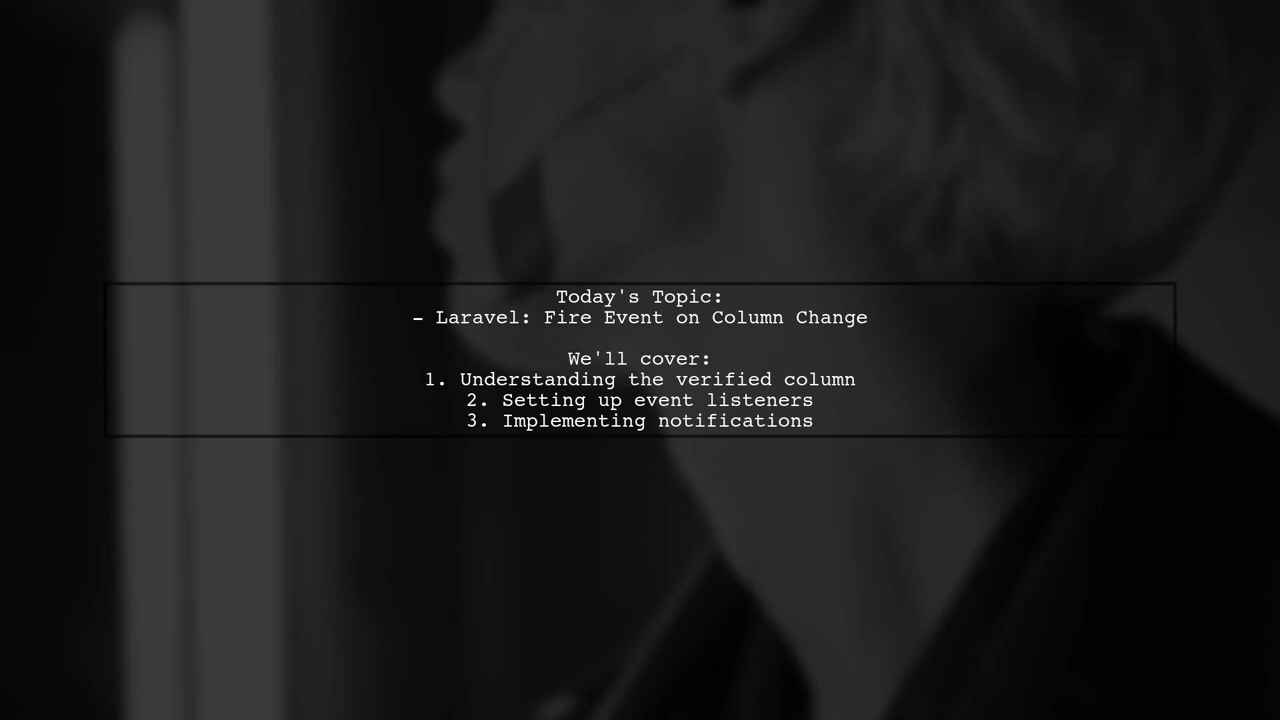 Today's Topic:
- Laravel: Fire Event on Column Change
We'll cover:
1. Understanding the verified column
2. Setting up event listeners
3. Implementing notifications